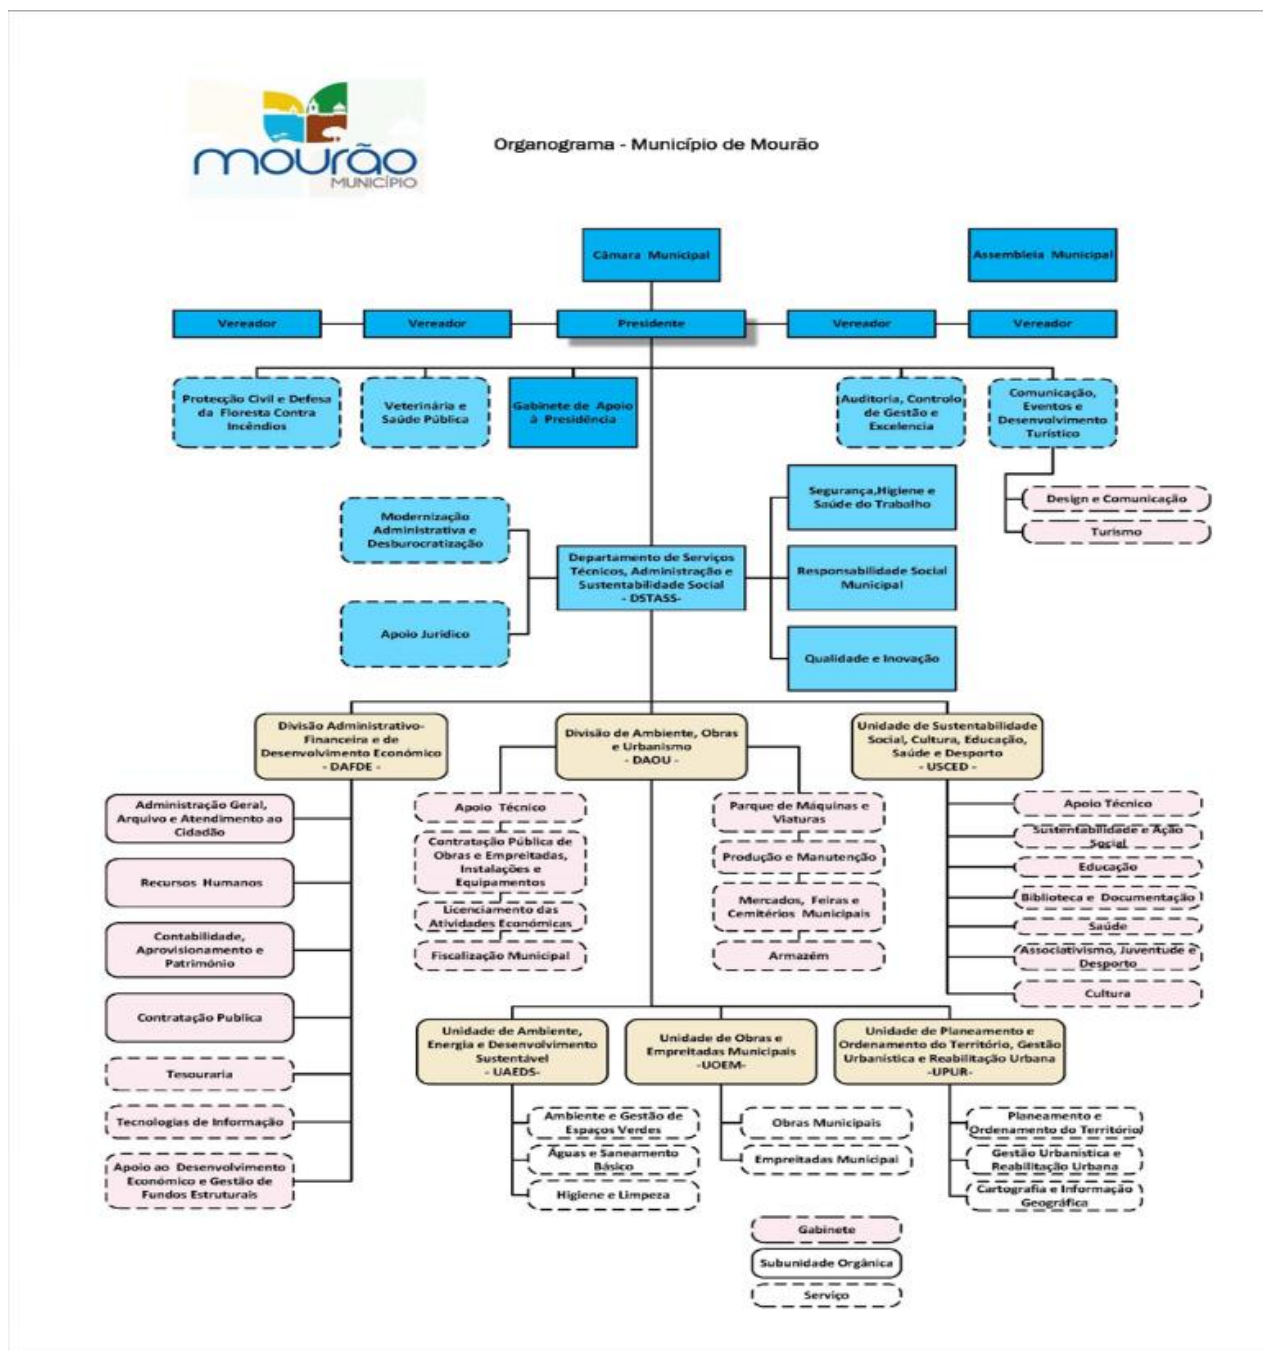 mourão
MUNICÍPIO
Organograma - Município de Mourão
Câmara Municipal
Assembleia Municipal
Vereador
Vereador
Presidente
Vereador
Vereador
Protecção Civil e Defesa
da Floresta Contra
Incêndios
Veterinária e
Saúde Pública
Gabinete de Apoio
à Presidência
Auditoria, Controlo
de Gestão e
Excelencia
Comunicação,
Eventos e
Desenvolvimento
Turístico
Design e Comunicação
Turismo
Modernização
Administrativa e
Desburocratização
Apoio Jurídico
Departamento de Serviços
Técnicos, Administração e
Sustentabilidade Social
- DSTASS-
Segurança,Higiene e
Saúde do Trabalho
Responsabilidade Social
Municipal
Qualidade e Inovação
Divisão Administrativo-
Financeira e de
Desenvolvimento Económico
- DAFDE -
Divisão de Ambiente, Obras
e Urbanismo
- DAOU -
Unidade de Sustentabilidade
Social, Cultura, Educação,
Saúde e Desporto
- USCED -
Administração Geral,
Arquivo e Atendimento ao
Cidadão
Recursos Humanos
Contabilidade,
Aprovisionamento e
Património
Contratação Publica
Tesouraria
Tecnologias de Informação
Apoio ao Desenvolvimento
Económico e Gestão de
Fundos Estruturais
Apoio Técnico
Contratação Pública de
Obras e Empreitadas,
Instalações e
Equipamentos
Licenciamento das
Atividades Económicas
Fiscalização Municipal
Parque de Máquinas e
Viaturas
Produção e Manutenção
Mercados, Feiras e
Cemitérios Municipais
Armazém
Apoio Técnico
Sustentabilidade e Ação
Social
Educação
Biblioteca e Documentação
Saúde
Associativismo, Juventude e
Desporto
Cultura
Unidade de Ambiente,
Energia e Desenvolvimento
Sustentável
- UAEDS-
Unidade de Obras e
Empreitadas Municipais
-UOEM-
Unidade de Planeamento e
Ordenamento do Território, Gestão
Urbanística e Reabilitação Urbana
-UPUR-
Ambiente e Gestão de
Espaços Verdes
Águas e Saneamento
Básico
Higiene e Limpeza
Obras Municipais
Empreitadas Municipal
Planeamento e
Ordenamento do Território
Gestão Urbanística e
Reabilitação Urbana
Cartografia e Informação
Geográfica
Gabinete
Subunidade Orgânica
Serviço